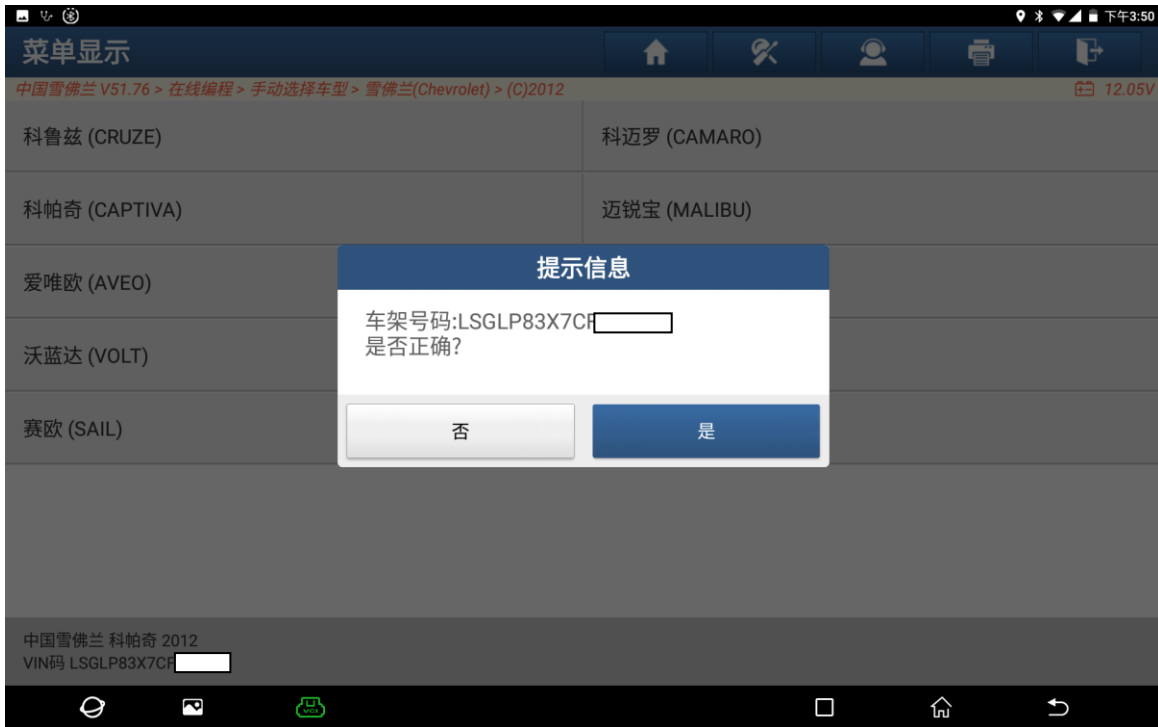 下午3:50
菜单显示
中国雪佛兰 V51.76 > 在线编程 > 手动选择车型 > 雪佛兰(Chevrolet) > (C)2012
12.05V
科鲁兹 (CRUZE)
科迈罗 (CAMARO)
科帕奇 (CAPTIVA)
迈锐宝 (MALIBU)
爱唯欧 (AVEO)
沃蓝达 (VOLT)
赛欧 (SAIL)
提示信息
车架号码:LSGLP83X7CF
是否正确?
否
是
中国雪佛兰 科帕奇 2012
VIN码 LSGLP83X7CF
VCI